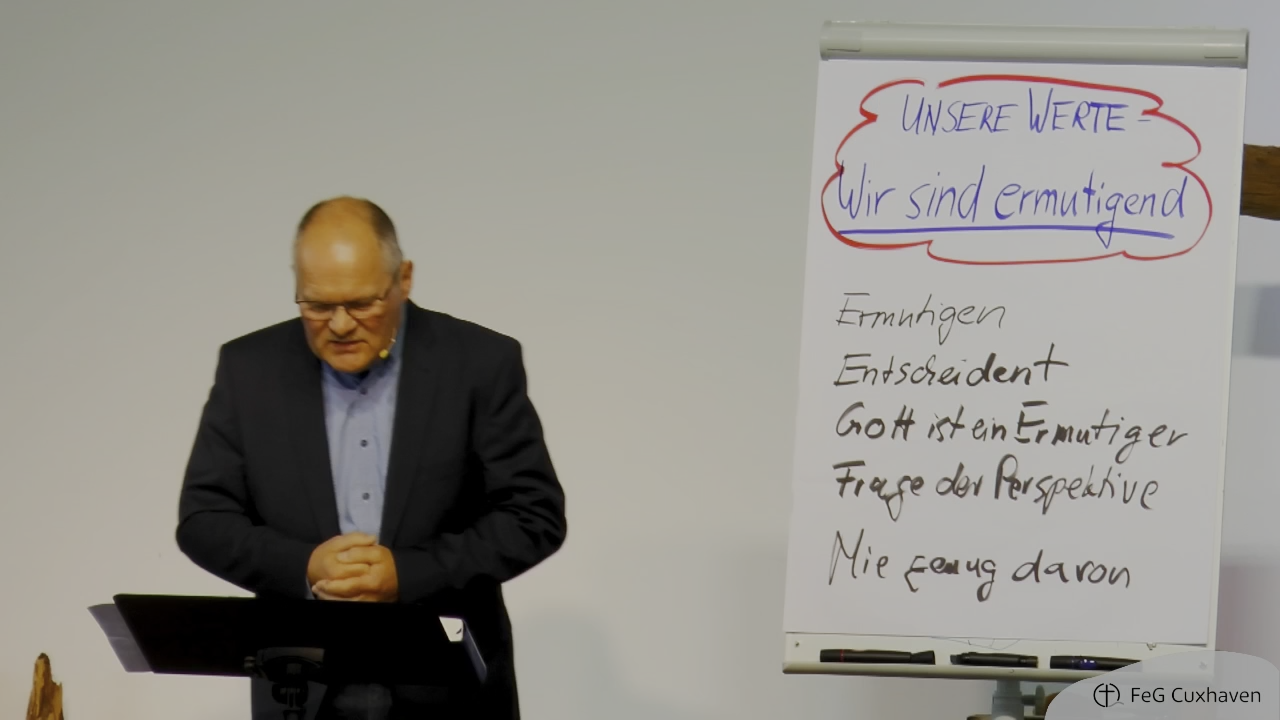 UNSERE WERTE -
Wir sind ermutigend
Ermutigen
Entscheident
Gott ist ein Ermutiger
Frage der Perspektive
Nie genug davon
FeG Cuxhaven